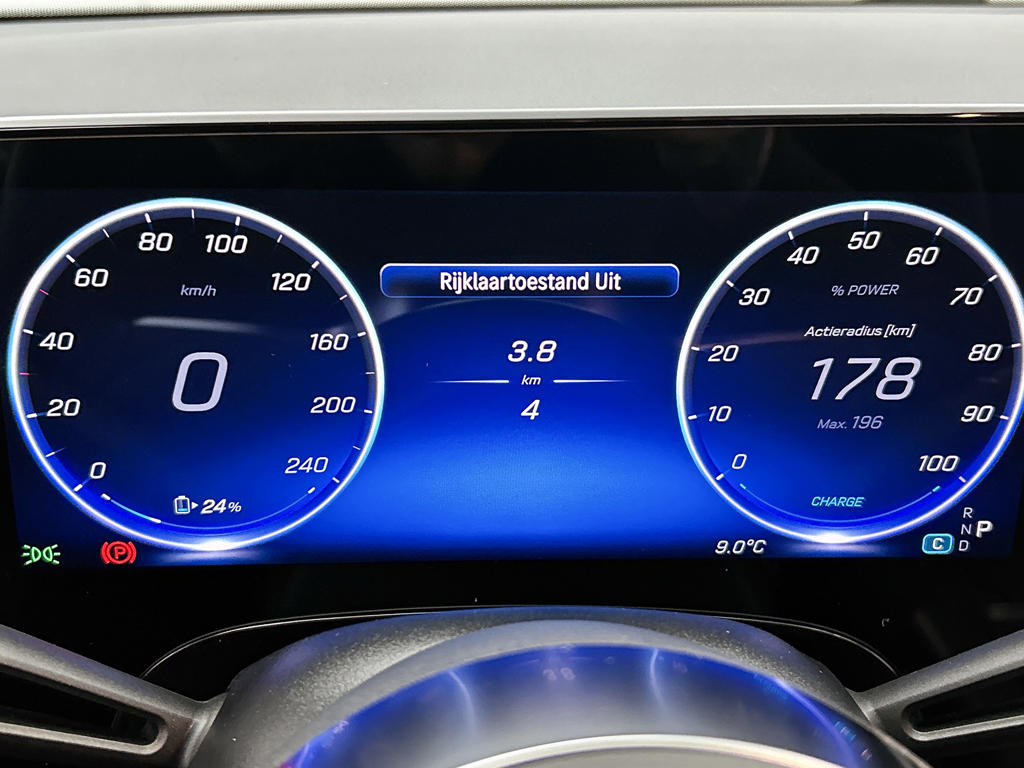 Rijklaartoestand Uit
0
20
40
60
80
100
120
160
200
240
km/h
0
24%
3.8
km
4
0
10
20
30
40
50
60
70
80
90
100
% POWER
Actieradius [km]
178
Max. 196
CHARGE
P
9.0°C
C
R
N
D
P